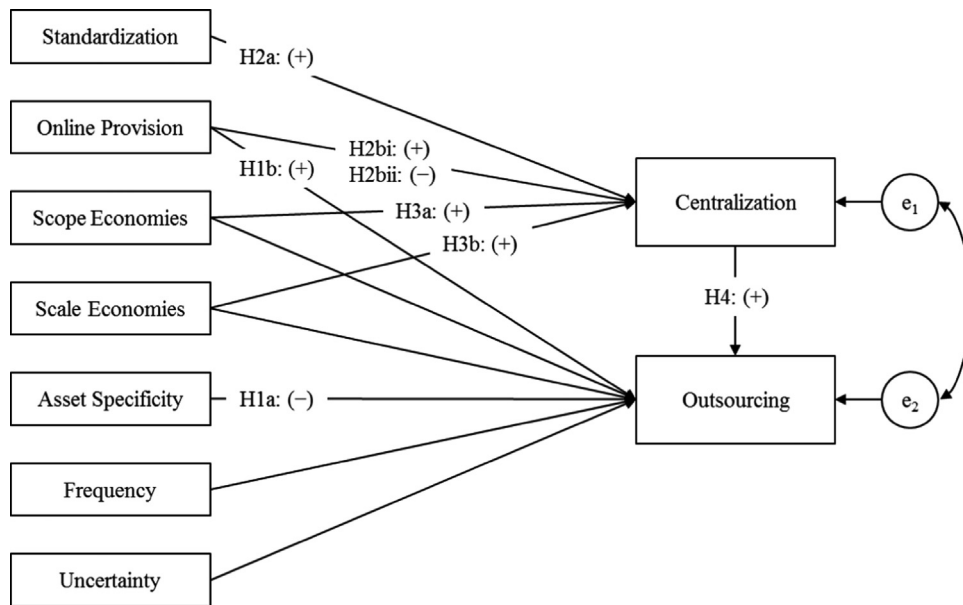 Standardization
H2a: (+)
Online Provision
H2bi: (+)
H2bii: (−)
H1b: (+)
Centralization
e₁
Scope Economies
H3a: (+)
H3b: (+)
Scale Economies
H4: (+)
Asset Specificity
H1a: (−)
Outsourcing
e₂
Frequency
Uncertainty